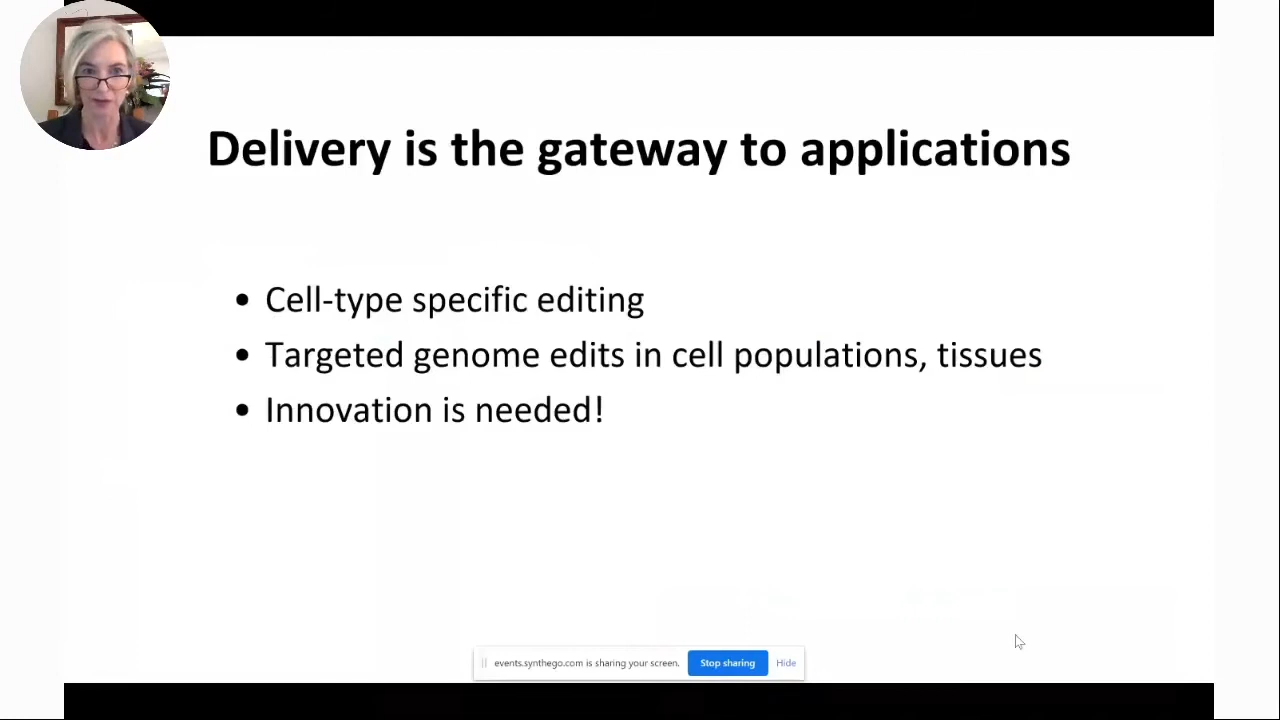 Delivery is the gateway to applications
• Cell-type specific editing
• Targeted genome edits in cell populations, tissues
• Innovation is needed!
events.synthego.com is sharing your screen. Stop sharing Hide